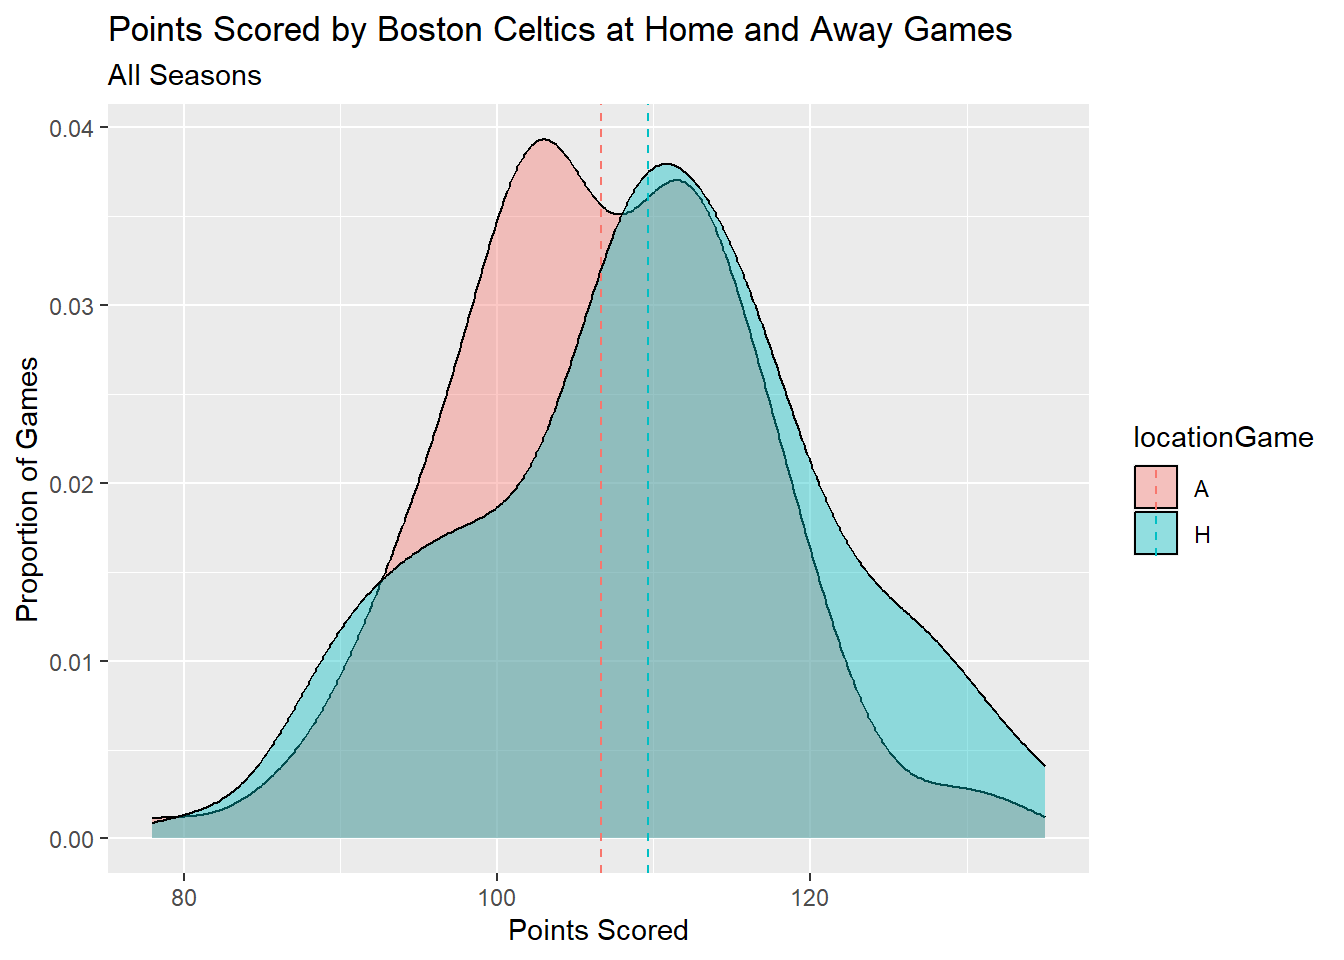 Points Scored by Boston Celtics at Home and Away Games
All Seasons
0.04
0.03
0.02
0.01
0.00
Proportion of Games
80 100 120
Points Scored
locationGame
A
H